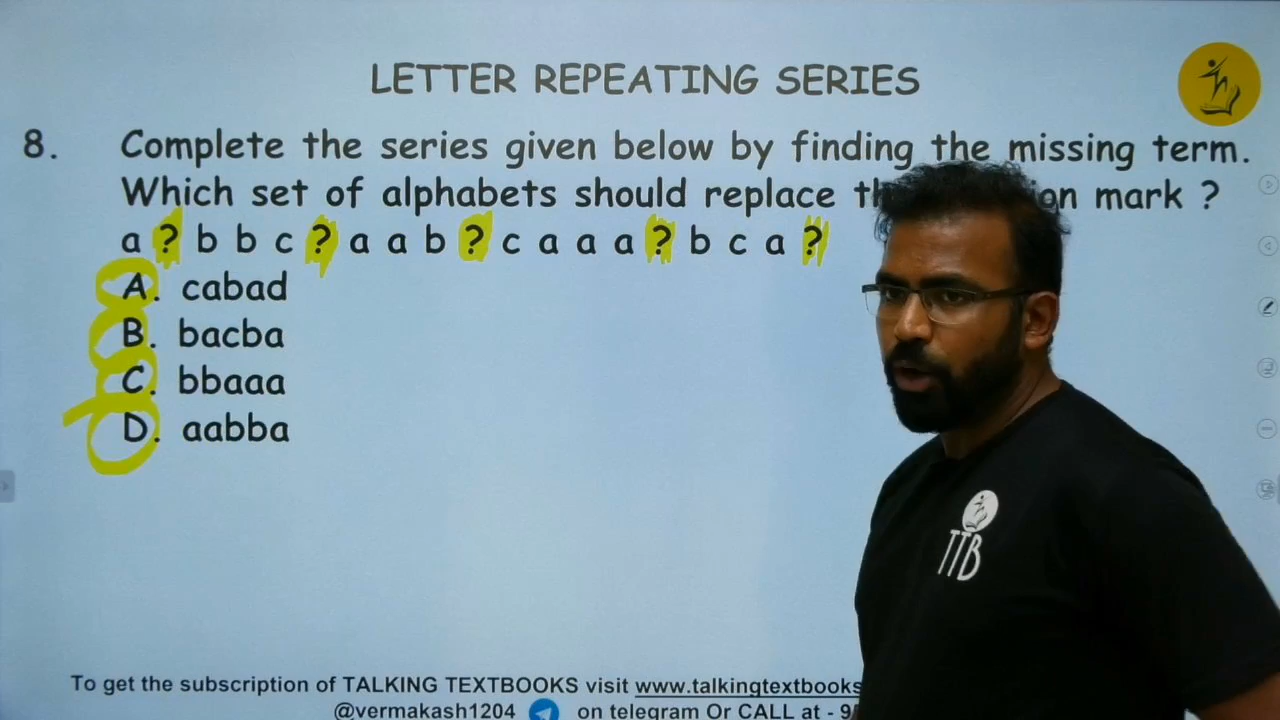 LETTER REPEATING SERIES
8. Complete the series given below by finding the missing term.
Which set of alphabets should replace mark ?
a ? b b c ? a a b ? c a a a ? b c a ?
A. cabad
B. bacba
C. bbaaa
D. aabba
TTB
To get the subscription of TALKING TEXTBOOKS visit www.talkingtextbooks
@vermakash1204 on telegram Or CALL at -